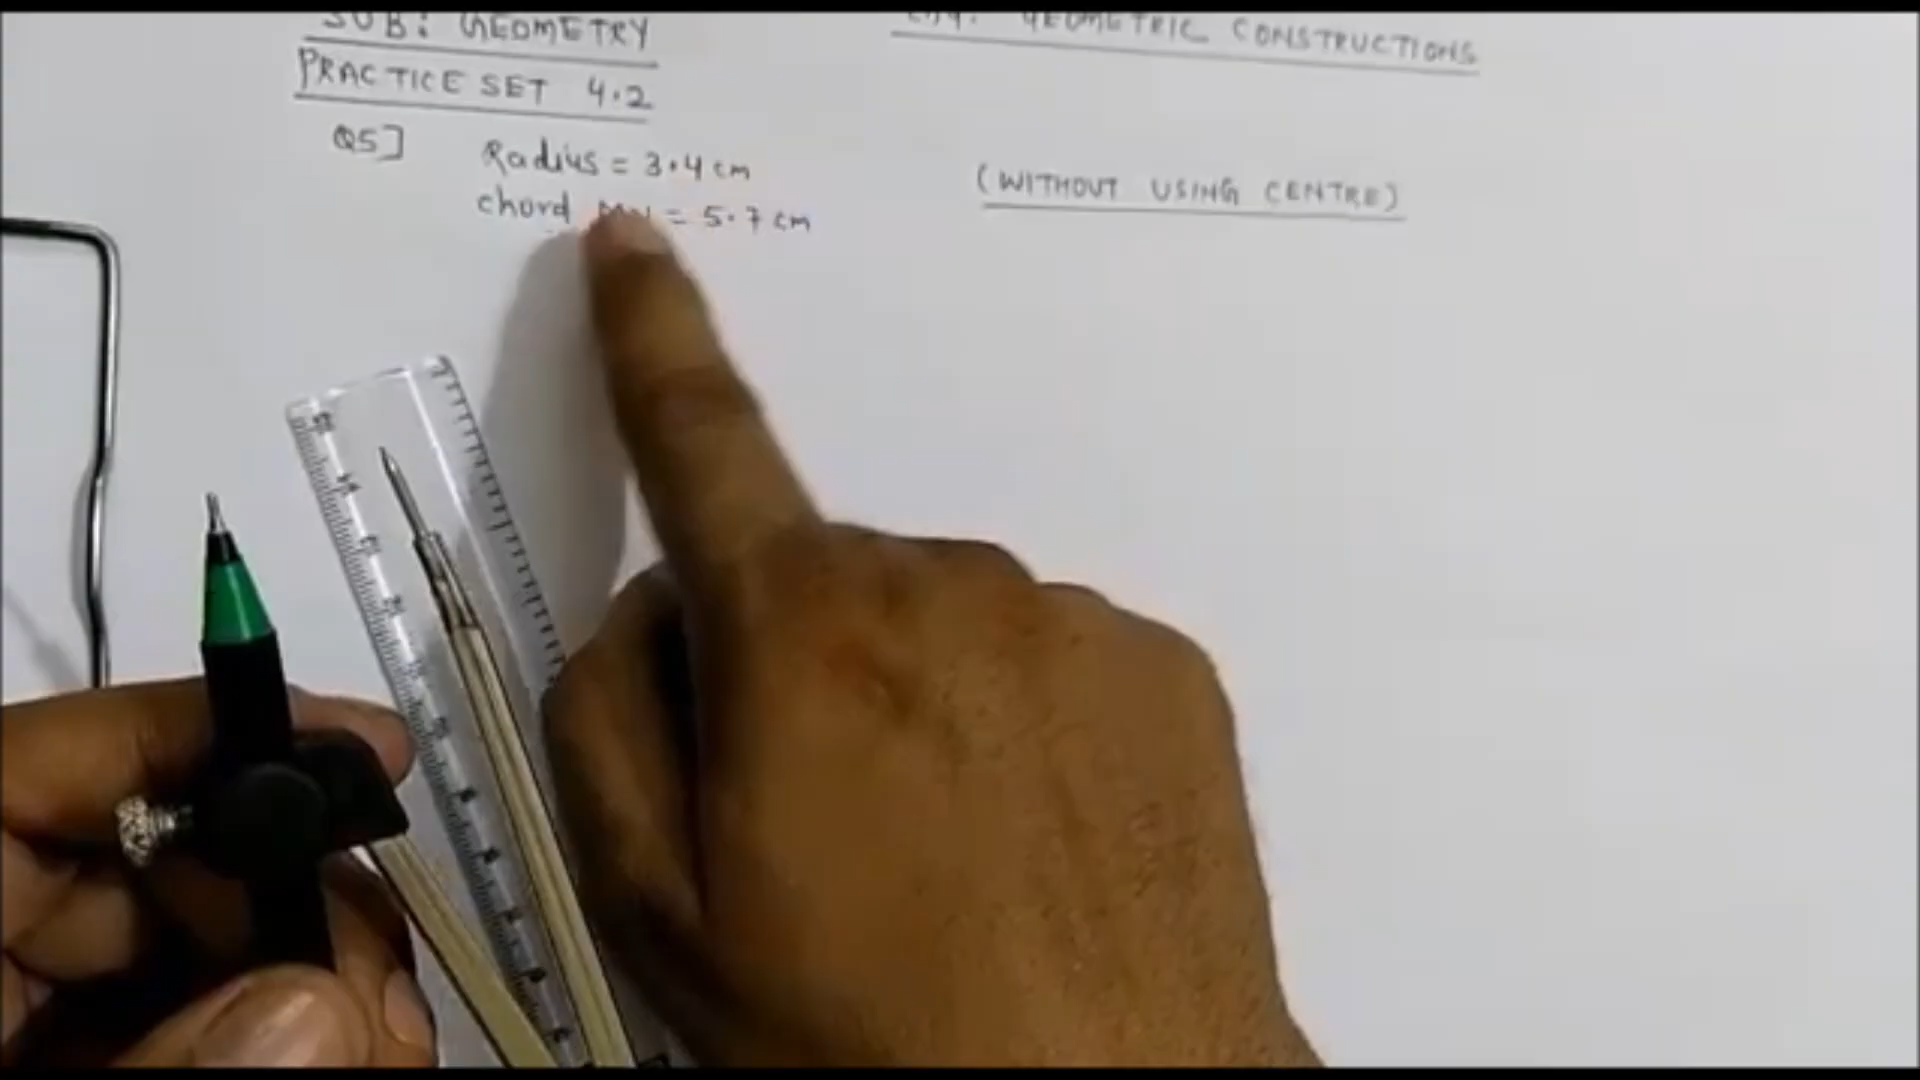 SUB: GEOMETRY
GEOMETRIC CONSTRUCTIONS
PRACTICE SET 4.2
Q5] Radius = 3.4 cm
(WITHOUT USING CENTRE)
chord MN = 5.7 cm